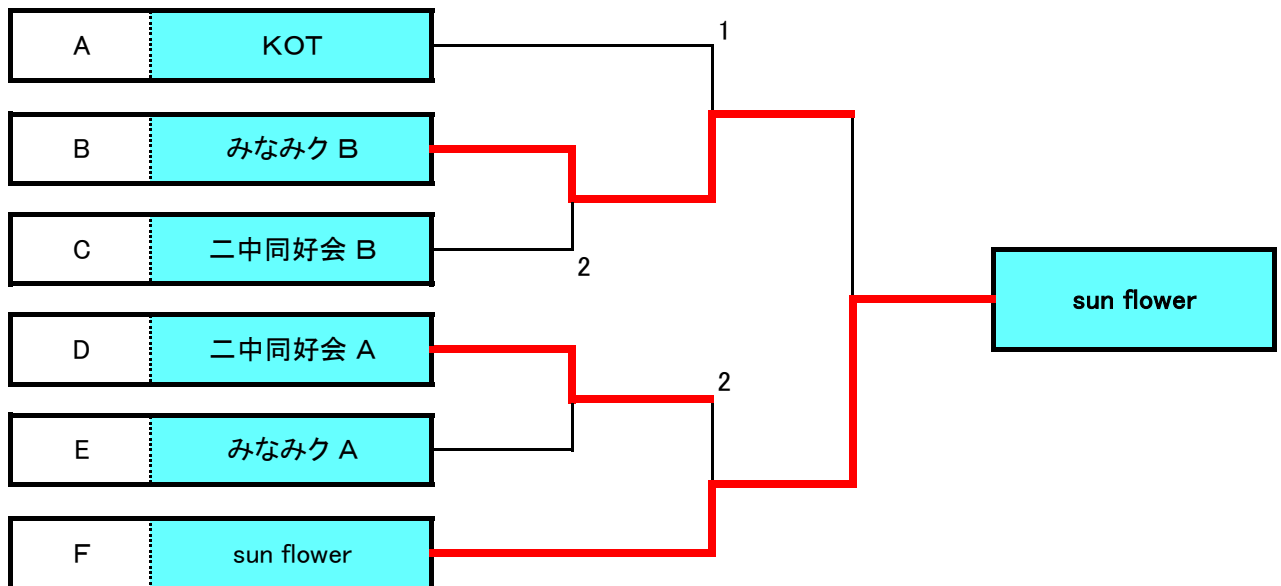 A KOT
1
B みなみク B
C 二中同好会 B
2
sun flower
D 二中同好会 A
2
E みなみク A
F sun flower